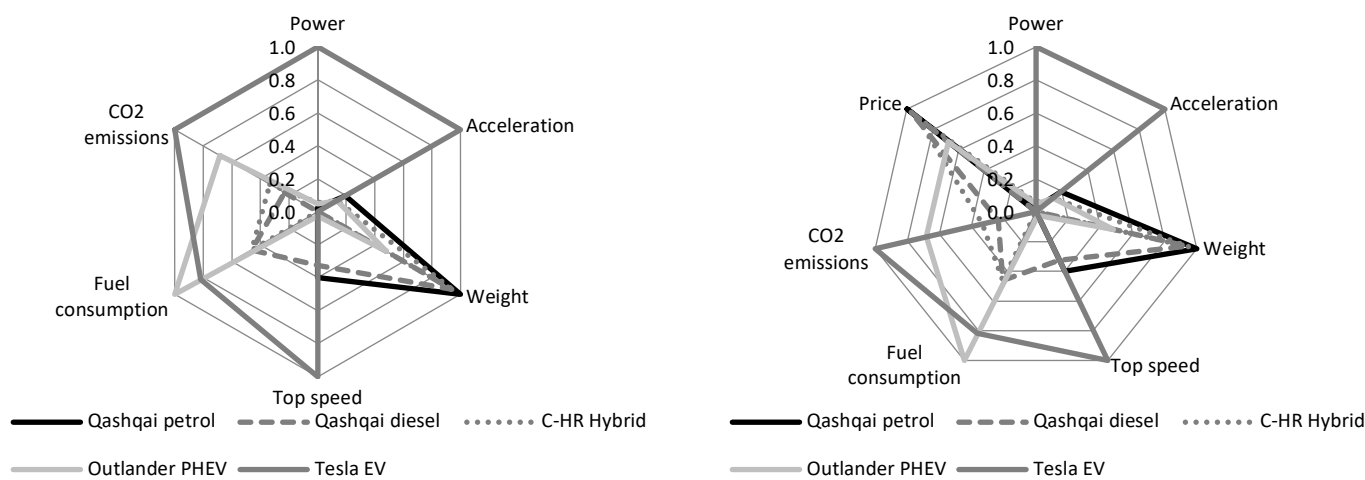 Power
1.0
0.8
0.6
0.4
0.2
0.0
Acceleration
Weight
Top speed
Fuel
consumption
CO2
emissions
Qashqai petrol
Qashqai diesel
C-HR Hybrid
Outlander PHEV
Tesla EV
Power
1.0
0.8
0.6
0.4
0.2
0.0
Acceleration
Weight
Top speed
Fuel
consumption
CO2
emissions
Price
Qashqai petrol
Qashqai diesel
C-HR Hybrid
Outlander PHEV
Tesla EV